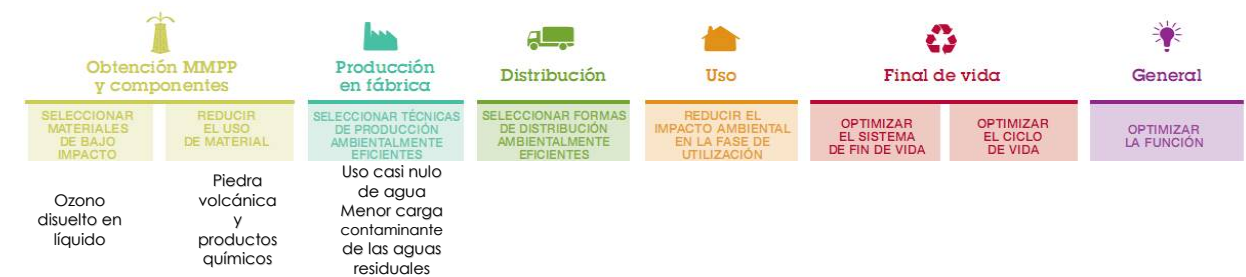 Obtención MMPP
y componentes
Producción
en fábrica
Distribución
Uso
Final de vida
General
SELECCIONAR
MATERIALES
DE BAJO
IMPACTO
REDUCIR
EL USO
DE MATERIAL
SELECCIONAR TÉCNICAS
DE PRODUCCIÓN
AMBIENTALMENTE
EFICIENTES
SELECCIONAR FORMAS
DE DISTRIBUCIÓN
AMBIENTALMENTE
EFICIENTES
REDUCIR EL
IMPACTO AMBIENTAL
EN LA FASE DE
UTILIZACIÓN
OPTIMIZAR
EL SISTEMA
DE FIN DE VIDA
OPTIMIZAR
EL CICLO
DE VIDA
OPTIMIZAR
LA FUNCIÓN
Ozono
disuelto en
líquido
Piedra
volcánica
y
productos
químicos
Uso casi nulo
de agua
Menor carga
contaminante
de las aguas
residuales